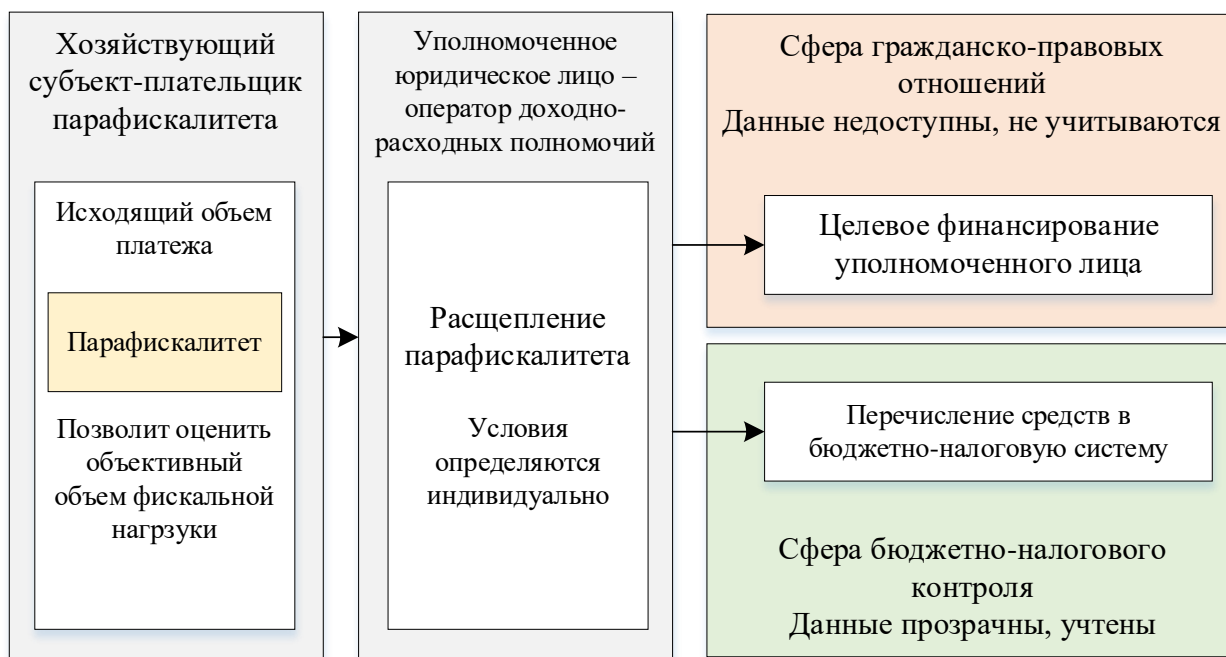 Хозяйствующий
субъект-плательщик
парафискалитета
Исходящий объем
платежа
Парафискалитет
Позволит оценить
объективный
объем фискальной
нагрзуки
Уполномоченное
юридическое лицо –
оператор доходно-
расходных полномочий
Расщепление
парафискалитета
Условия
определяются
индивидуально
Сфера гражданско-правовых
отношений
Данные недоступны, не учитываются
Целевое финансирование
уполномоченного лица
Перечисление средств в
бюджетно-налоговую систему
Сфера бюджетно-налогового
контроля
Данные прозрачны, учтены